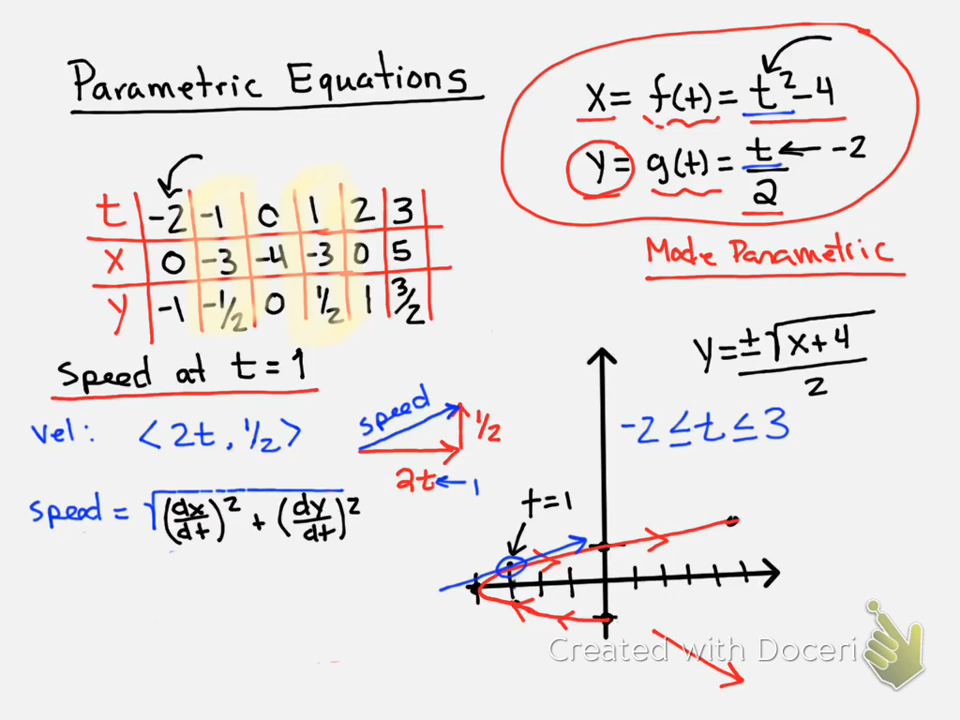 Parametric Equations
x = f(t) = t² - 4
y = g(t) = t/2 ← -2
Mode Parametric
t | -2 | -1 | 0 | 1 | 2 | 3
x | 0 | -3 | -4 | -3 | 0 | 5
y | -1 | -1/2 | 0 | 1/2 | 1 | 3/2
y = ±√(x+4)/2
Speed at t = 1
-2 ≤ t ≤ 3
Vel: <2t, 1/2>
speed
1/2
2t ← 1
speed = √((dx/dt)² + (dy/dt)²)
t = 1
Created with Doceri